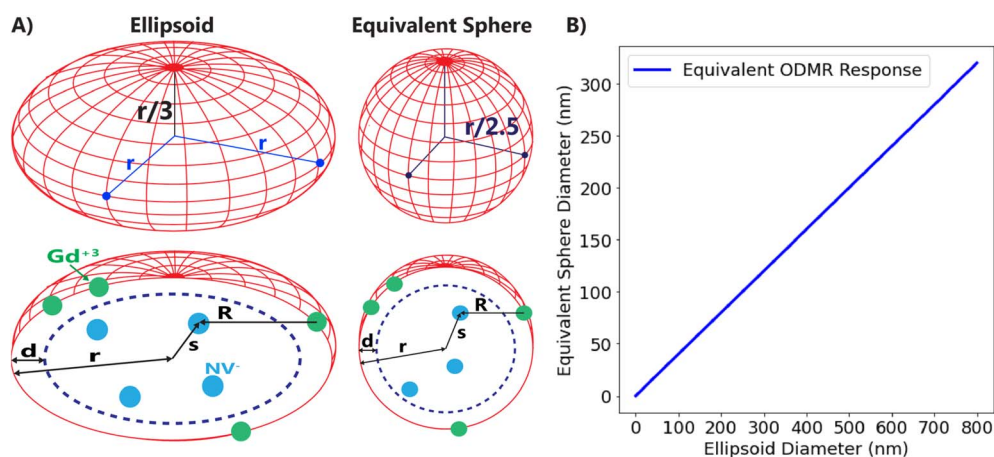 A)
Ellipsoid
Equivalent Sphere
r/3
r
r
r/2.5
Gd+3
R
d
r
s
NV-
R
d
r
s
B)
Equivalent ODMR Response
Equivalent Sphere Diameter (nm)
300
250
200
150
100
50
0
0 100 200 300 400 500 600 700 800
Ellipsoid Diameter (nm)